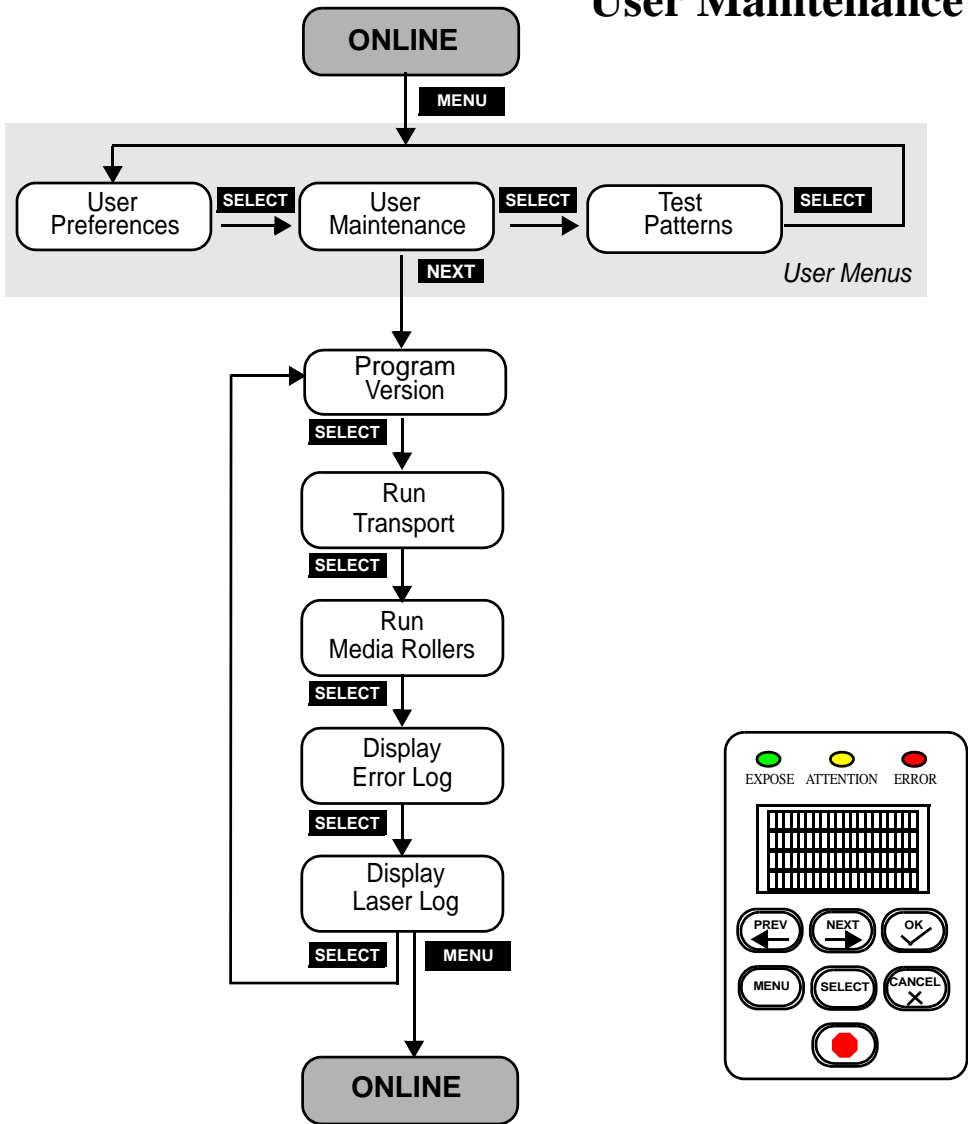 User Maintenance
ONLINE
MENU
User
Preferences
SELECT
User
Maintenance
SELECT
Test
Patterns
SELECT
NEXT
User Menus
Program
Version
SELECT
Run
Transport
SELECT
Run
Media Rollers
SELECT
Display
Error Log
SELECT
Display
Laser Log
SELECT
MENU
ONLINE
EXPOSE ATTENTION ERROR
PREV
NEXT
OK
MENU
SELECT
CANCEL